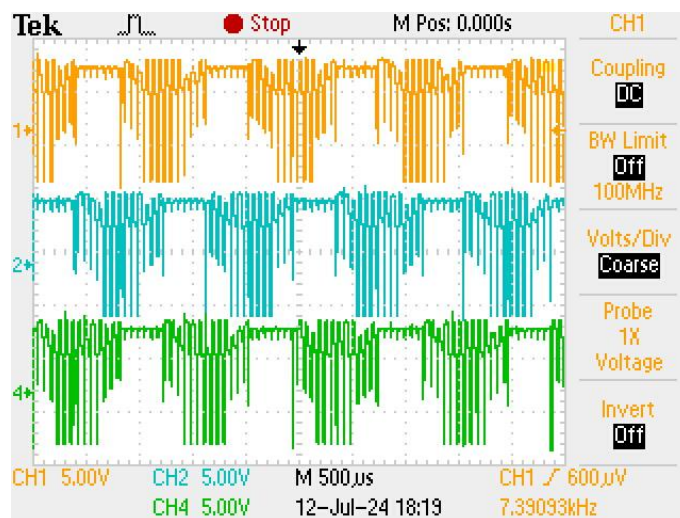 Tek Stop M Pos: 0.000s CH1
Coupling
DC
BW Limit
Off
100MHz
Volts/Div
Coarse
Probe
1X
Voltage
Invert
Off
1
2
4
CH1 5.00V CH2 5.00V M 500µs CH1 600µV
CH4 5.00V 12-Jul-24 18:19 7.39093kHz